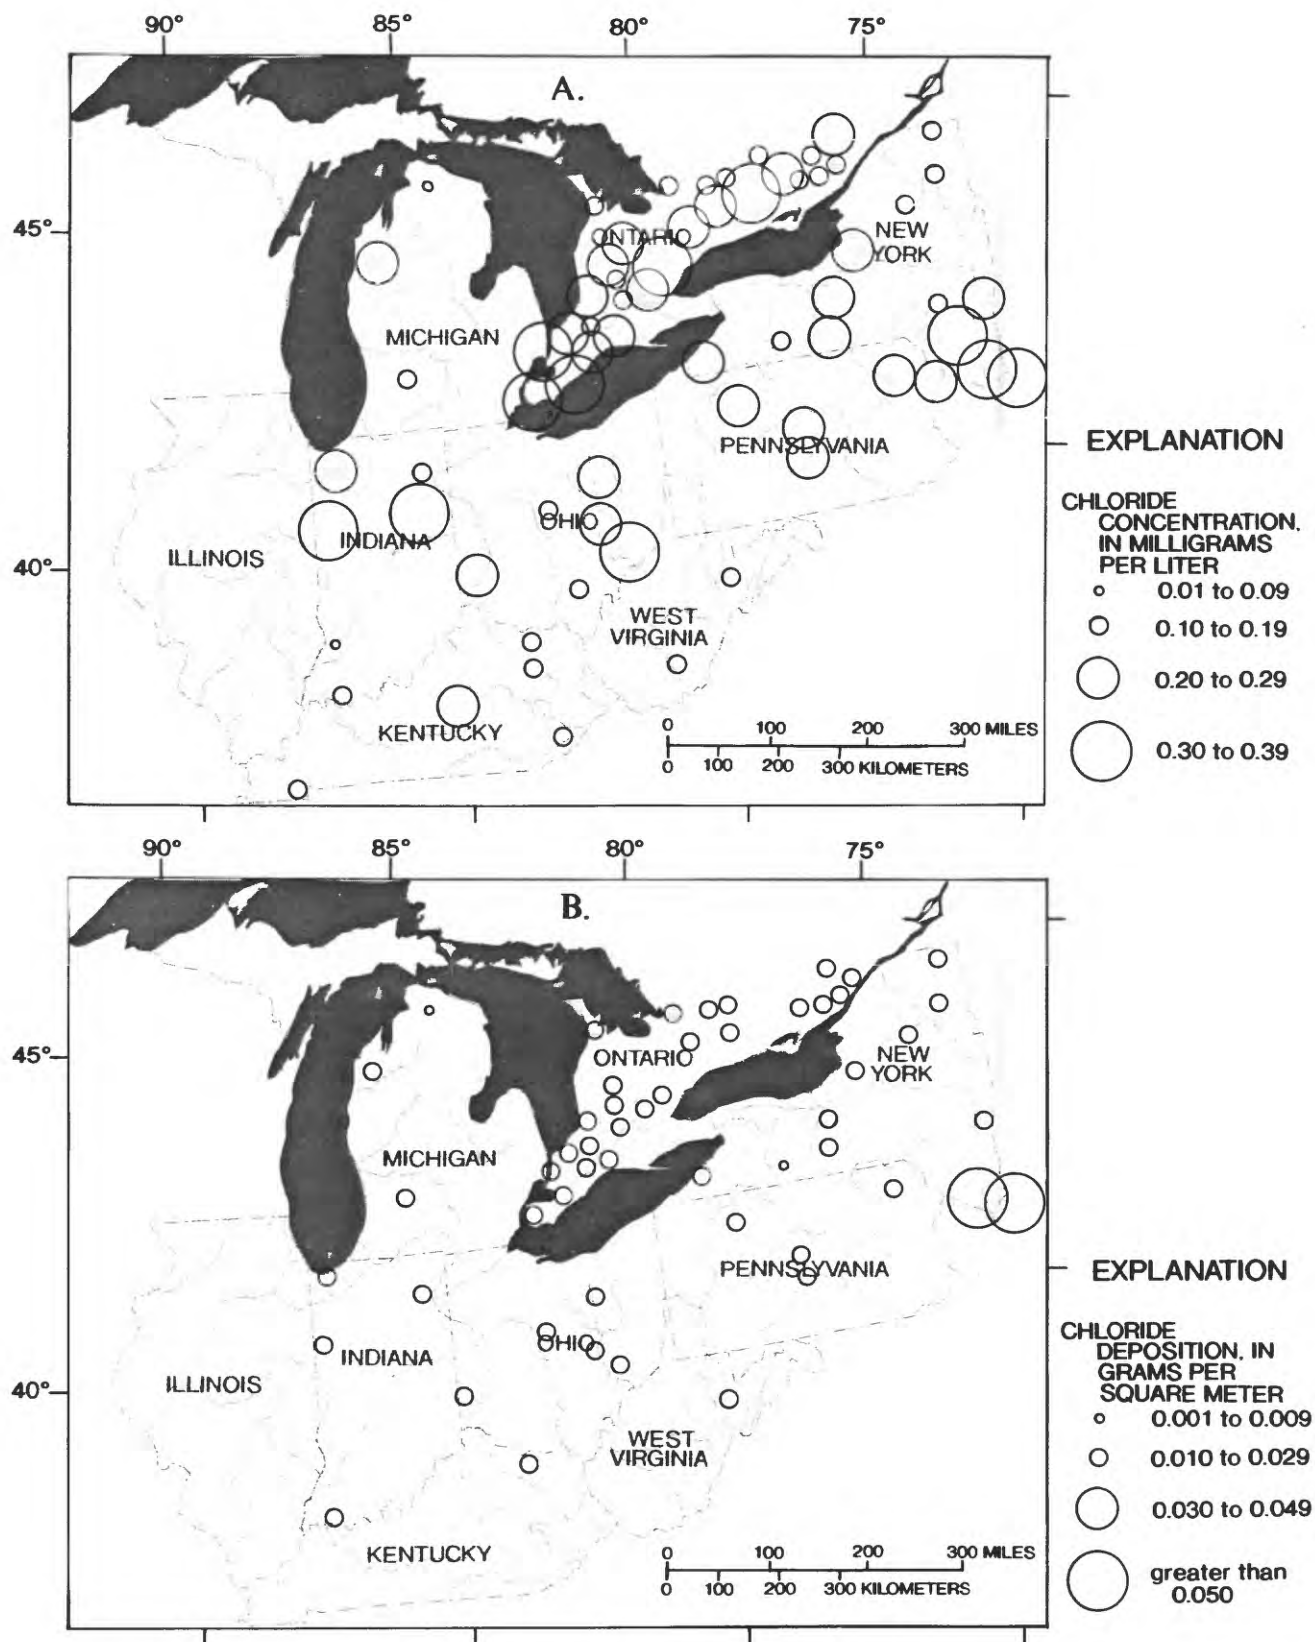 90° 85° 80° 75°
A.
45°
ONTARIO
NEW
YORK
MICHIGAN
PENNSLYVANIA
OHIO
INDIANA
ILLINOIS
40°
WEST
VIRGINIA
KENTUCKY
0 100 200 300 MILES
0 100 200 300 KILOMETERS
EXPLANATION
CHLORIDE
CONCENTRATION,
IN MILLIGRAMS
PER LITER
0.01 to 0.09
0.10 to 0.19
0.20 to 0.29
0.30 to 0.39
90° 85° 80° 75°
B.
45°
ONTARIO
NEW
YORK
MICHIGAN
PENNSLYVANIA
OHIO
INDIANA
ILLINOIS
40°
WEST
VIRGINIA
KENTUCKY
0 100 140 200 300 MILES
0 100 200 300 KILOMETERS
EXPLANATION
CHLORIDE
DEPOSITION, IN
GRAMS PER
SQUARE METER
0.001 to 0.009
0.010 to 0.029
0.030 to 0.049
greater than
0.050